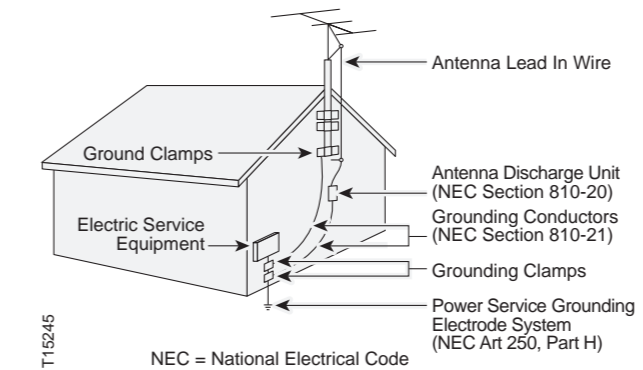 Antenna Lead In Wire
Ground Clamps
Antenna Discharge Unit
(NEC Section 810-20)
Electric Service
Equipment
Grounding Conductors
(NEC Section 810-21)
Grounding Clamps
Power Service Grounding
Electrode System
(NEC Art 250, Part H)
NEC = National Electrical Code
T15245